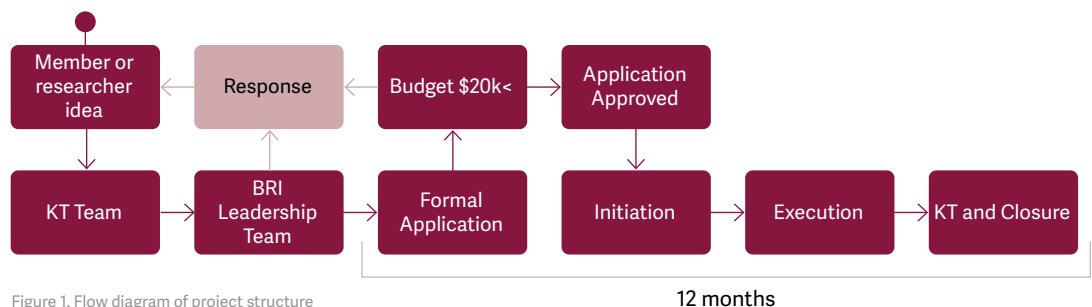 Member or
researcher
idea
Response
Budget $20k<
Application
Approved
KT Team
BRI
Leadership
Team
Formal
Application
Initiation
Execution
KT and Closure
12 months
Figure 1. Flow diagram of project structure